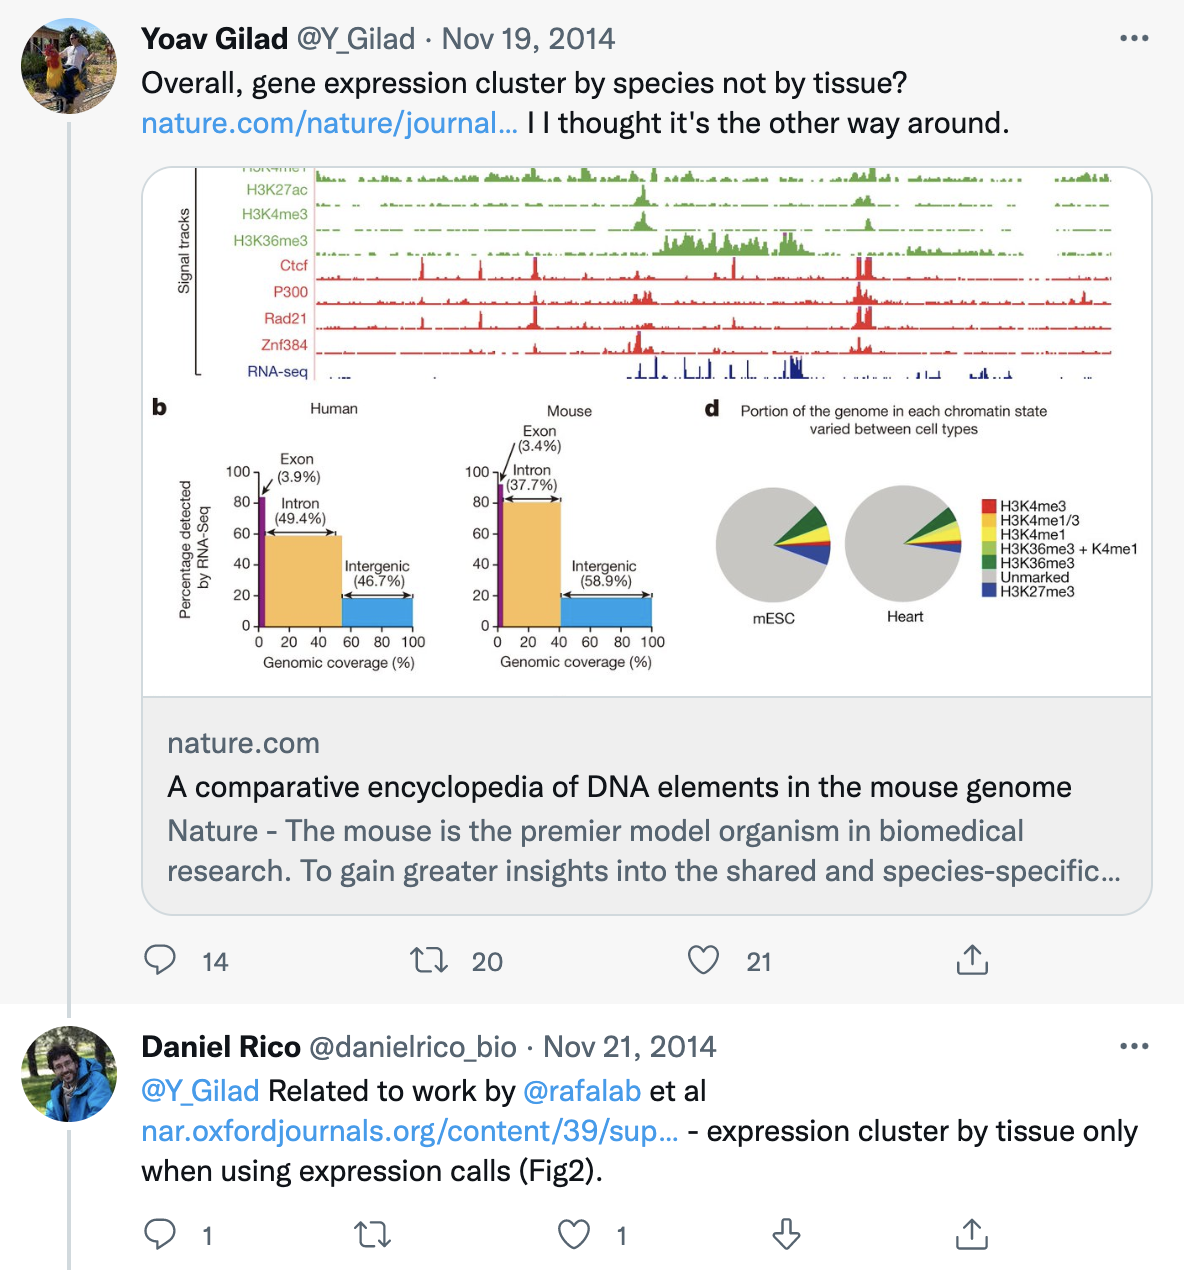 Yoav Gilad @Y_Gilad · Nov 19, 2014
Overall, gene expression cluster by species not by tissue?
nature.com/nature/journal... I I thought it's the other way around.
H3K4me1
H3K27ac
H3K4me3
H3K36me3
Ctcf
P300
Rad21
Znf384
RNA-seq
Signal tracks
b
Human
Percentage detected
by RNA-Seq
Exon
(3.9%)
Intron
(49.4%)
Intergenic
(46.7%)
100
80
60
40
20
0
0 20 40 60 80 100
Genomic coverage (%)
Mouse
Exon
(3.4%)
Intron
(37.7%)
Intergenic
(58.9%)
100
80
60
40
20
0
0 20 40 60 80 100
Genomic coverage (%)
d
Portion of the genome in each chromatin state
varied between cell types
mESC
Heart
H3K4me3
H3K4me1/3
H3K4me1
H3K36me3 + K4me1
H3K36me3
Unmarked
H3K27me3
nature.com
A comparative encyclopedia of DNA elements in the mouse genome
Nature - The mouse is the premier model organism in biomedical
research. To gain greater insights into the shared and species-specific...
14 20 21
Daniel Rico @danielrico_bio · Nov 21, 2014
@Y_Gilad Related to work by @rafalab et al
nar.oxfordjournals.org/content/39/sup... - expression cluster by tissue only
when using expression calls (Fig2).
1 1